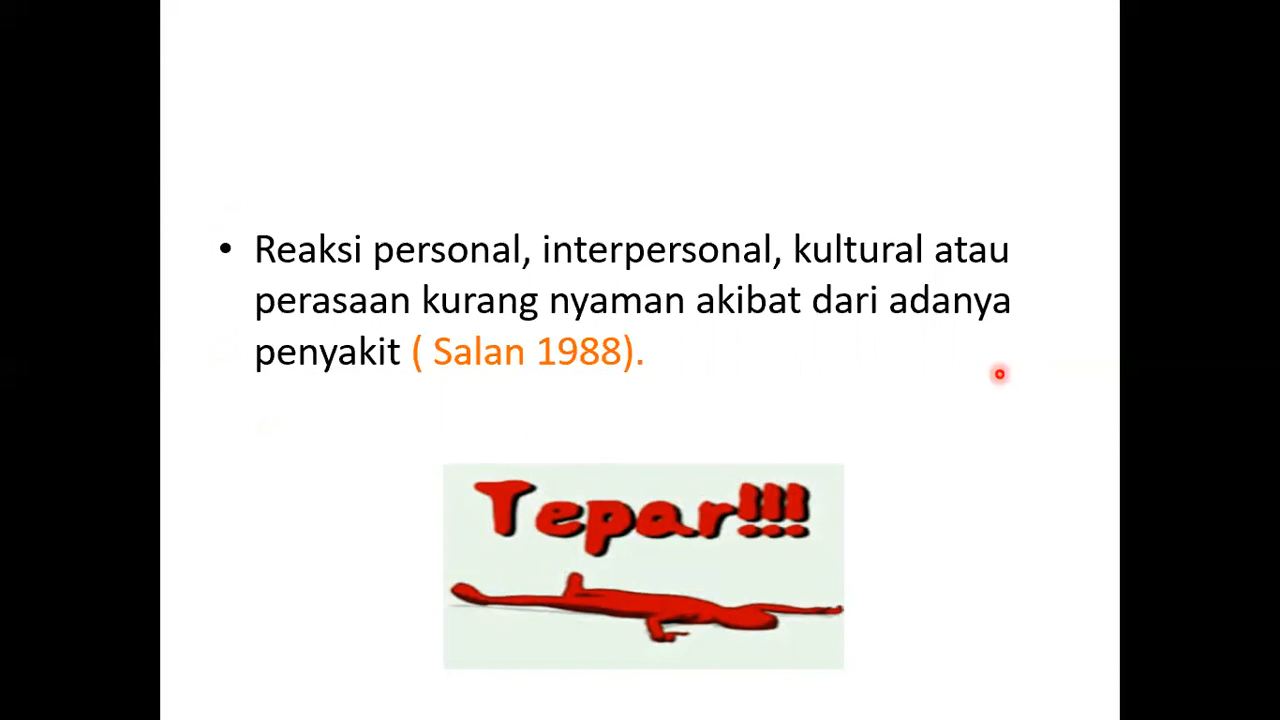 • Reaksi personal, interpersonal, kultural atau
perasaan kurang nyaman akibat dari adanya
penyakit ( Salan 1988).
Tepar!!!